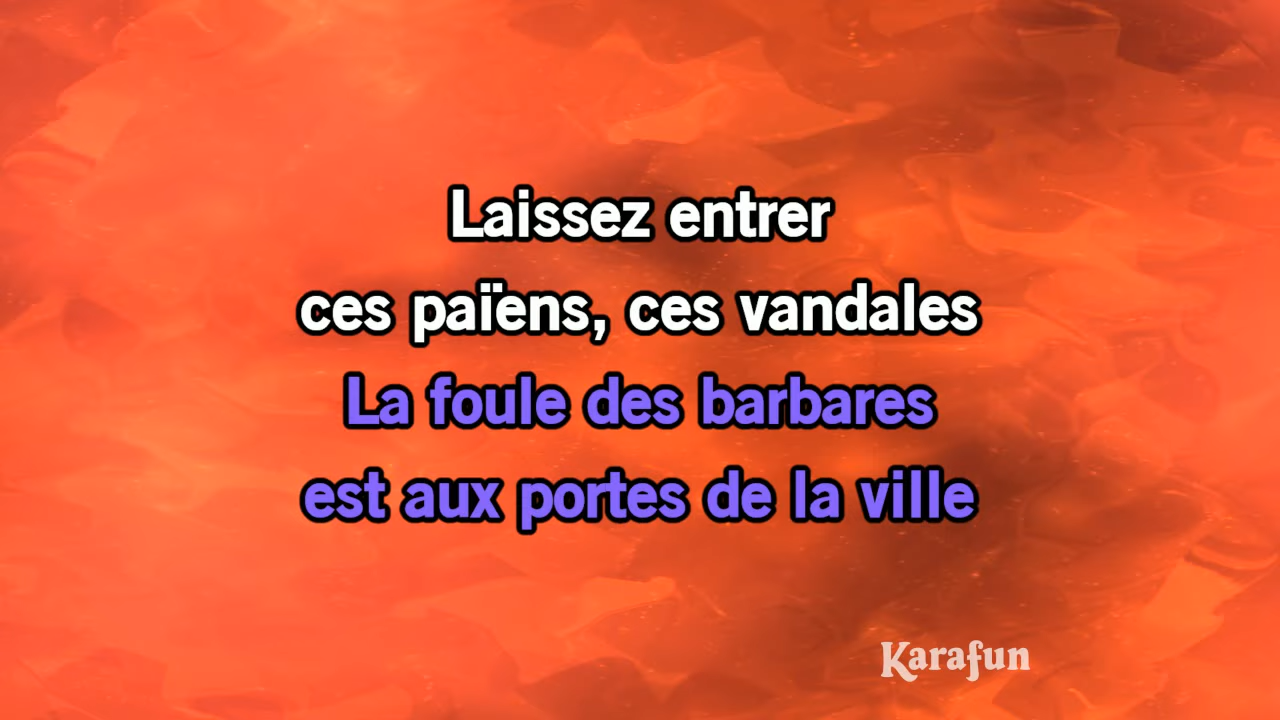 Laissez entrer
ces païens, ces vandales
La foule des barbares
est aux portes de la ville
Karafun